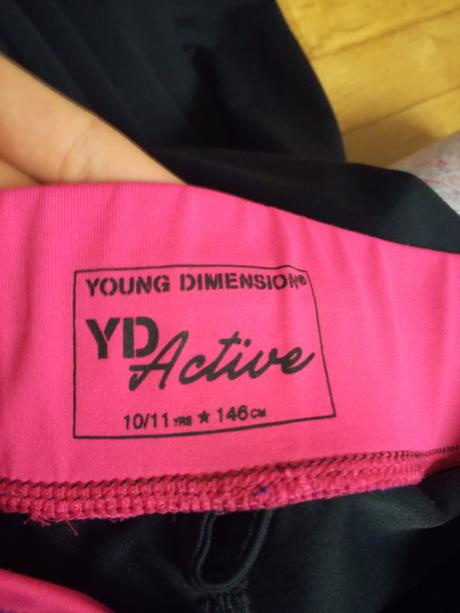 YOUNG DIMENSION®
YD Active
10/11 YRS ★ 146 CM